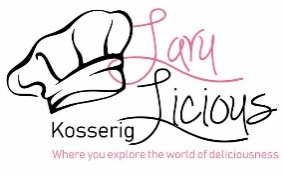 Lary
Licious
Kosserig
Where you explore the world of deliciousness